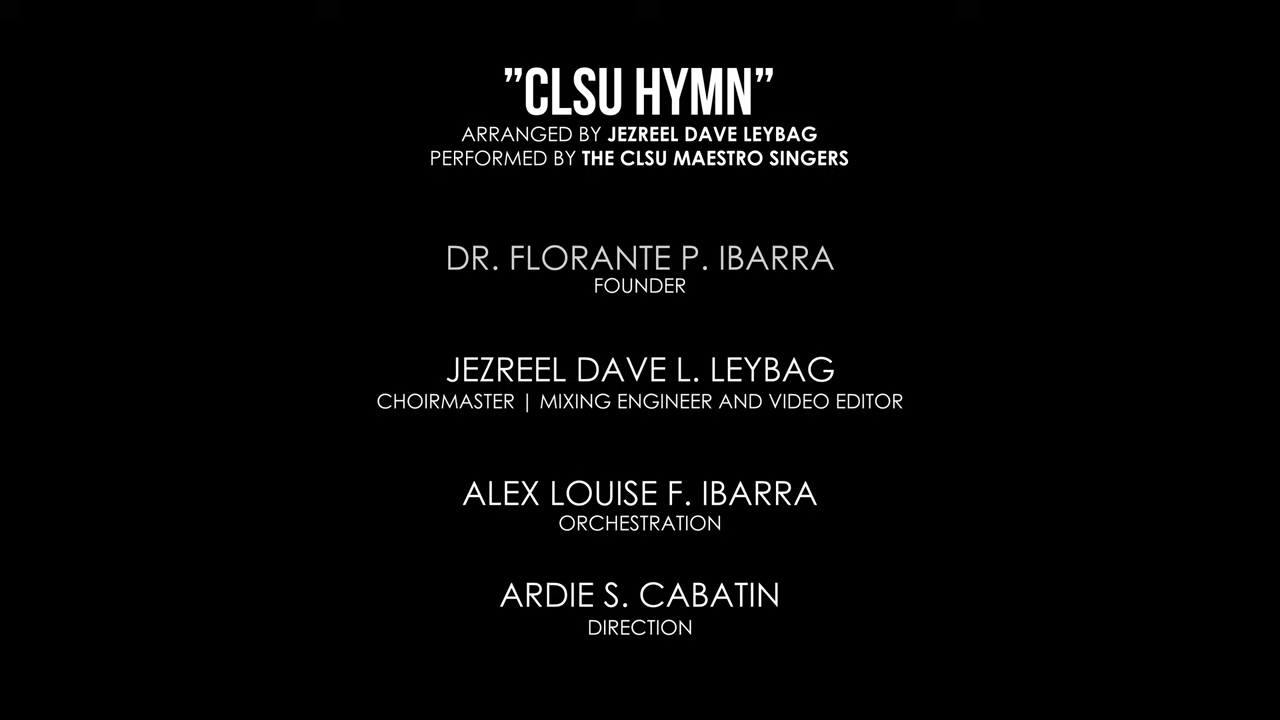 ”CLSU HYMN”
ARRANGED BY JEZREEL DAVE LEYBAG
PERFORMED BY THE CLSU MAESTRO SINGERS
DR. FLORANTE P. IBARRA
FOUNDER
JEZREEL DAVE L. LEYBAG
CHOIRMASTER | MIXING ENGINEER AND VIDEO EDITOR
ALEX LOUISE F. IBARRA
ORCHESTRATION
ARDIE S. CABATIN
DIRECTION